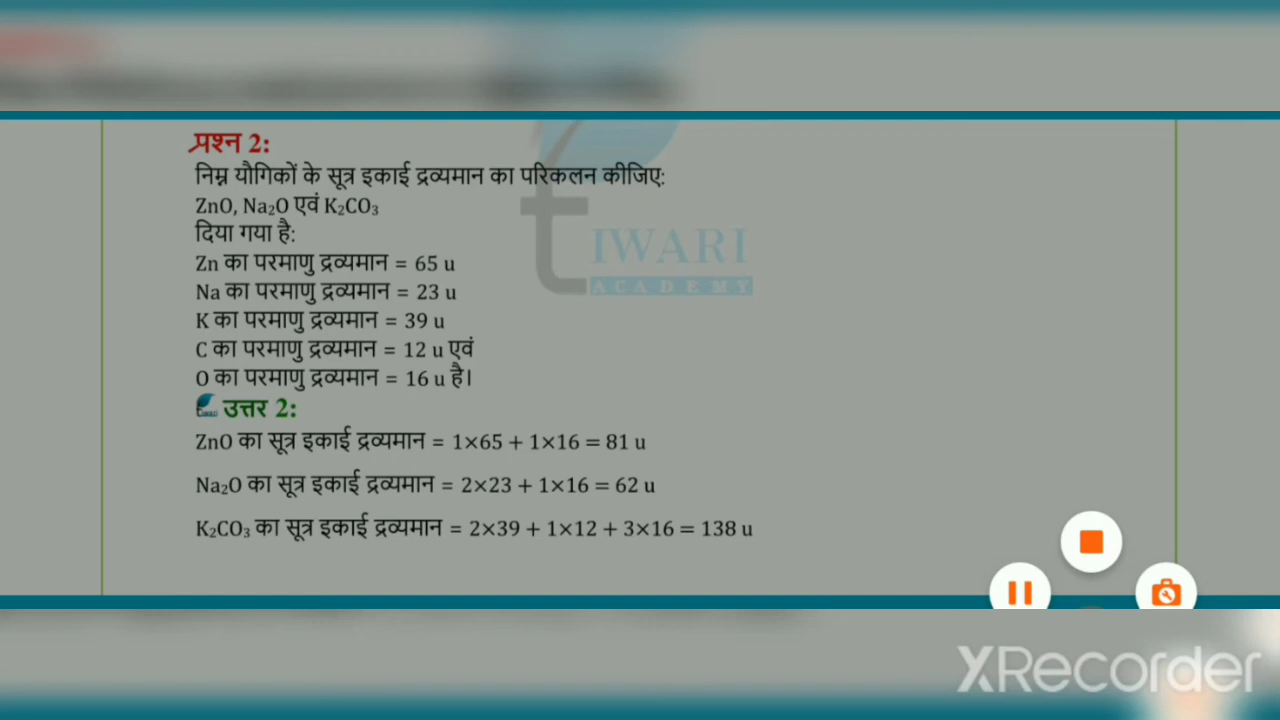 प्रश्न 2:
निम्न यौगिकों के सूत्र इकाई द्रव्यमान का परिकलन कीजिए:
ZnO, Na₂O एवं K₂CO₃
दिया गया है:
Zn का परमाणु द्रव्यमान = 65 u
Na का परमाणु द्रव्यमान = 23 u
K का परमाणु द्रव्यमान = 39 u
C का परमाणु द्रव्यमान = 12 u एवं
O का परमाणु द्रव्यमान = 16 u है।
TIWARI
ACADEMY
उत्तर 2:
ZnO का सूत्र इकाई द्रव्यमान = 1×65 + 1×16 = 81 u
Na₂O का सूत्र इकाई द्रव्यमान = 2×23 + 1×16 = 62 u
K₂CO₃ का सूत्र इकाई द्रव्यमान = 2×39 + 1×12 + 3×16 = 138 u
XRecorder